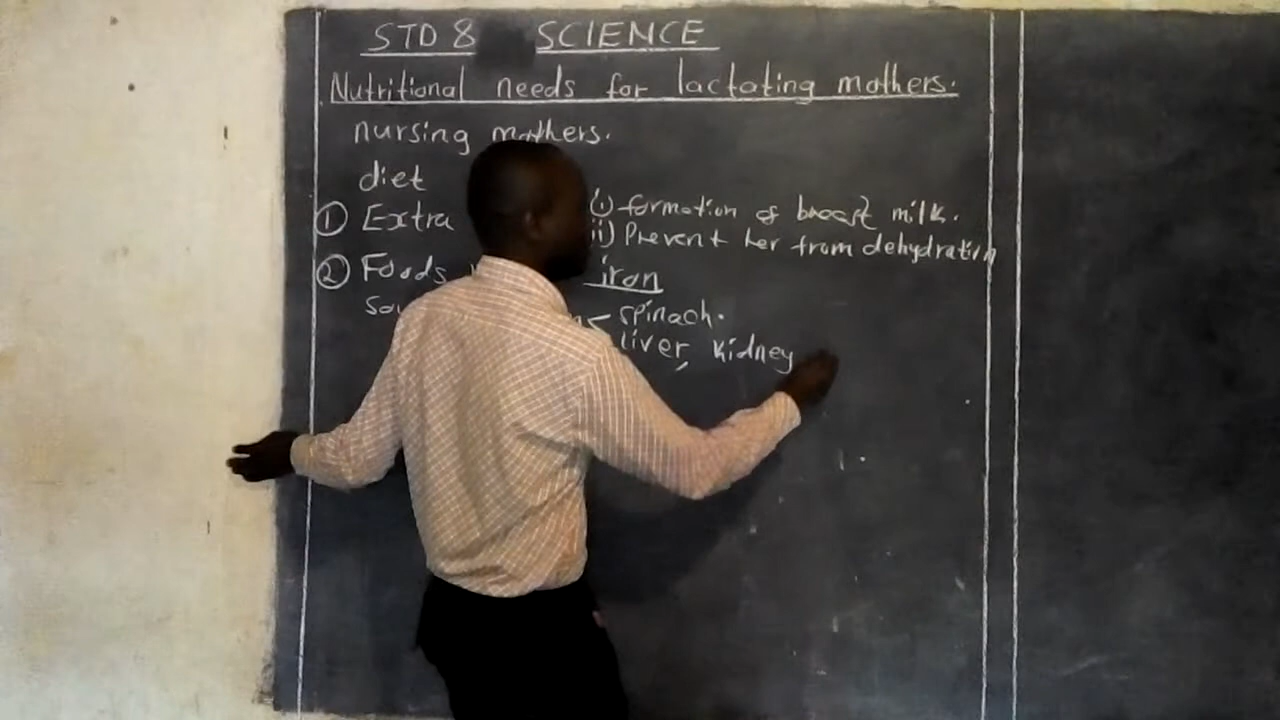 STD 8 SCIENCE
Nutritional needs for lactating mothers.
nursing mothers.
diet
① Extra (i) formation of breast milk.
ii) Prevent her from dehydration
② Foods iron
spinach.
liver, kidney